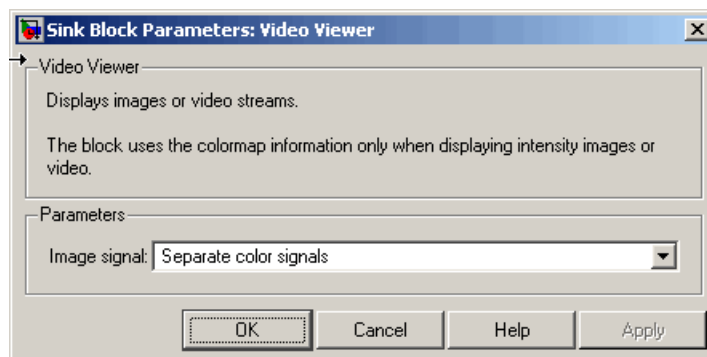 Sink Block Parameters: Video Viewer
Video Viewer
Displays images or video streams.
The block uses the colormap information only when displaying intensity images or
video.
Parameters
Image signal: Separate color signals
OK Cancel Help Apply